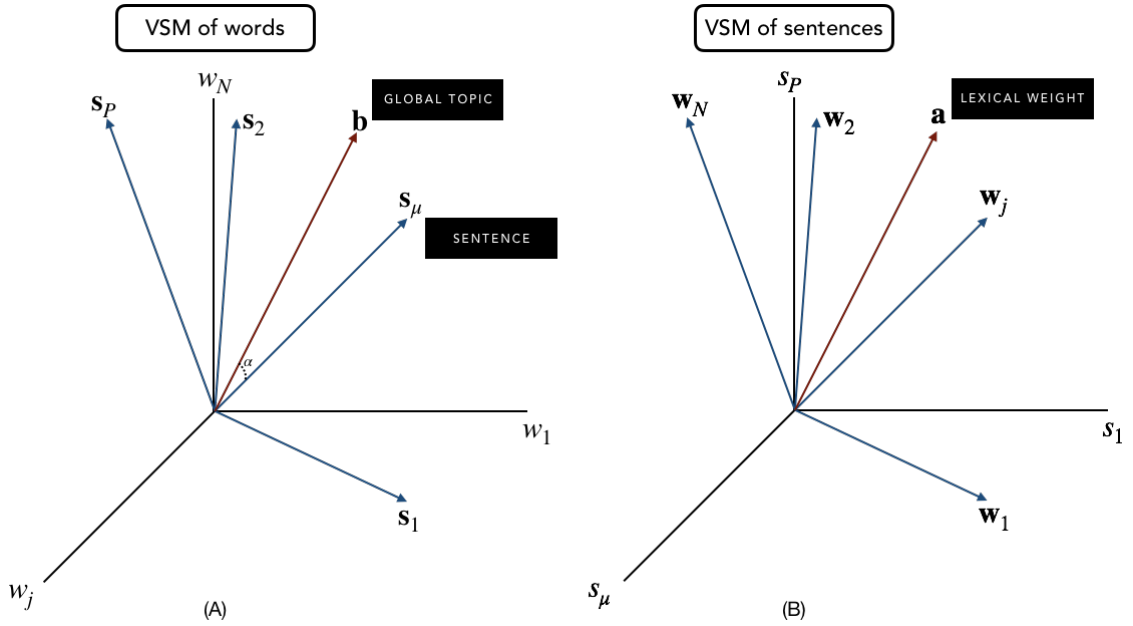 VSM of words
w_N
s_P
s_2
b
GLOBAL TOPIC
s_μ
SENTENCE
α
w_1
s_1
w_j
(A)
VSM of sentences
s_P
w_N
w_2
a
LEXICAL WEIGHT
w_j
s_1
w_1
s_μ
(B)